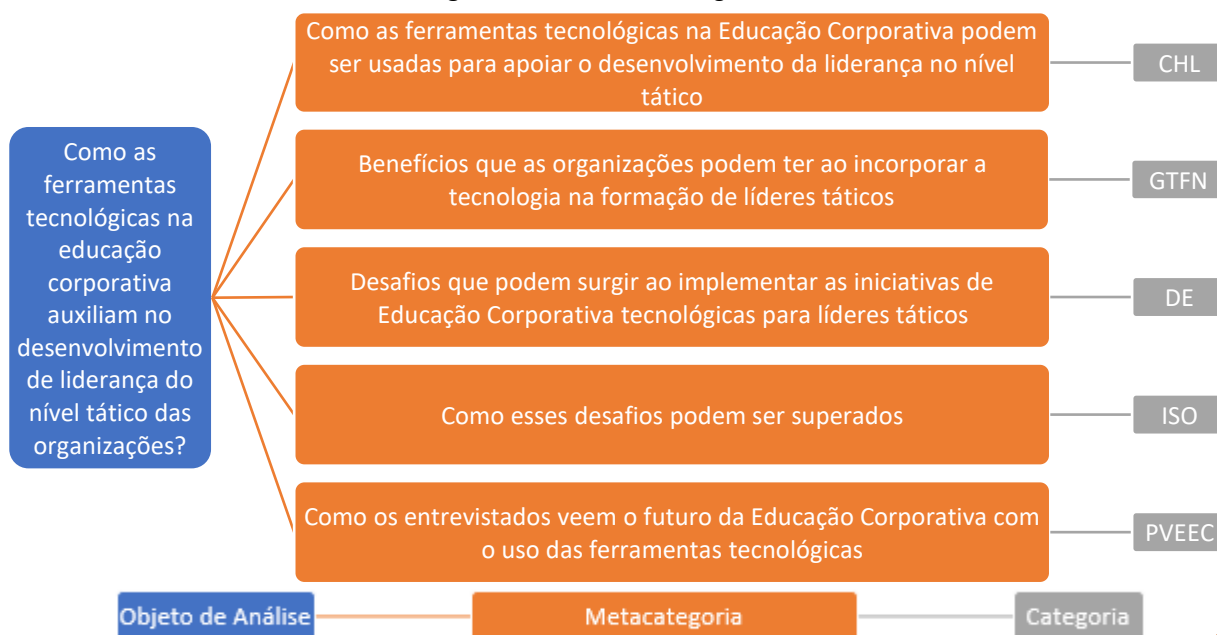 Como as ferramentas tecnológicas na Educação Corporativa podem
ser usadas para apoiar o desenvolvimento da liderança no nível
tático
CHL
Como as
ferramentas
tecnológicas na
educação
corporativa
auxiliam no
desenvolvimento
de liderança do
nível tático das
organizações?
Benefícios que as organizações podem ter ao incorporar a
tecnologia na formação de líderes táticos
GTFN
Desafios que podem surgir ao implementar as iniciativas de
Educação Corporativa tecnológicas para líderes táticos
DE
Como esses desafios podem ser superados
ISO
Como os entrevistados veem o futuro da Educação Corporativa com
o uso das ferramentas tecnológicas
PVEEC
Objeto de Análise
Metacategoria
Categoria